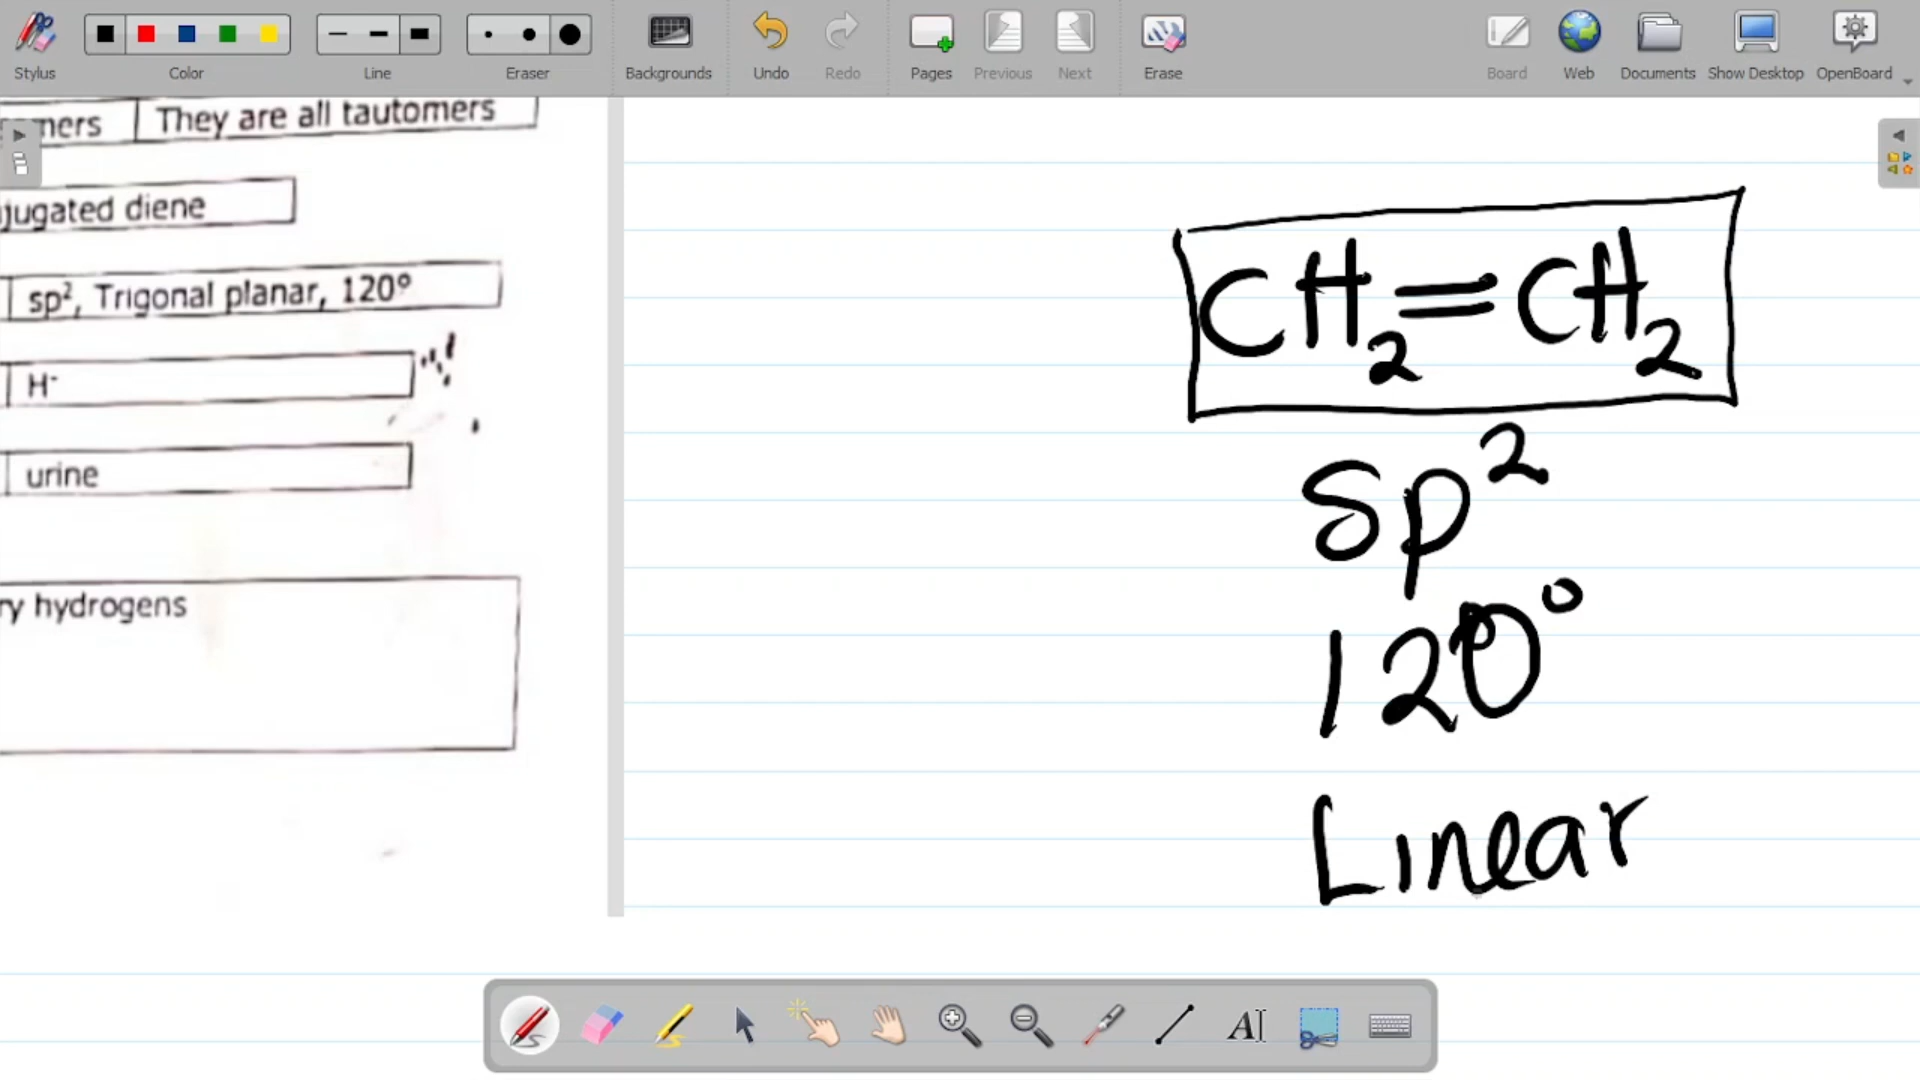 Stylus
Color
Line
Eraser
Backgrounds
Undo
Redo
Pages
Previous
Next
Erase
Board
Web
Documents
Show Desktop
OpenBoard
mers They are all tautomers
jugated diene
sp², Trigonal planar, 120°
H⁻
urine
ry hydrogens
CH₂=CH₂
Sp²
120°
Linear